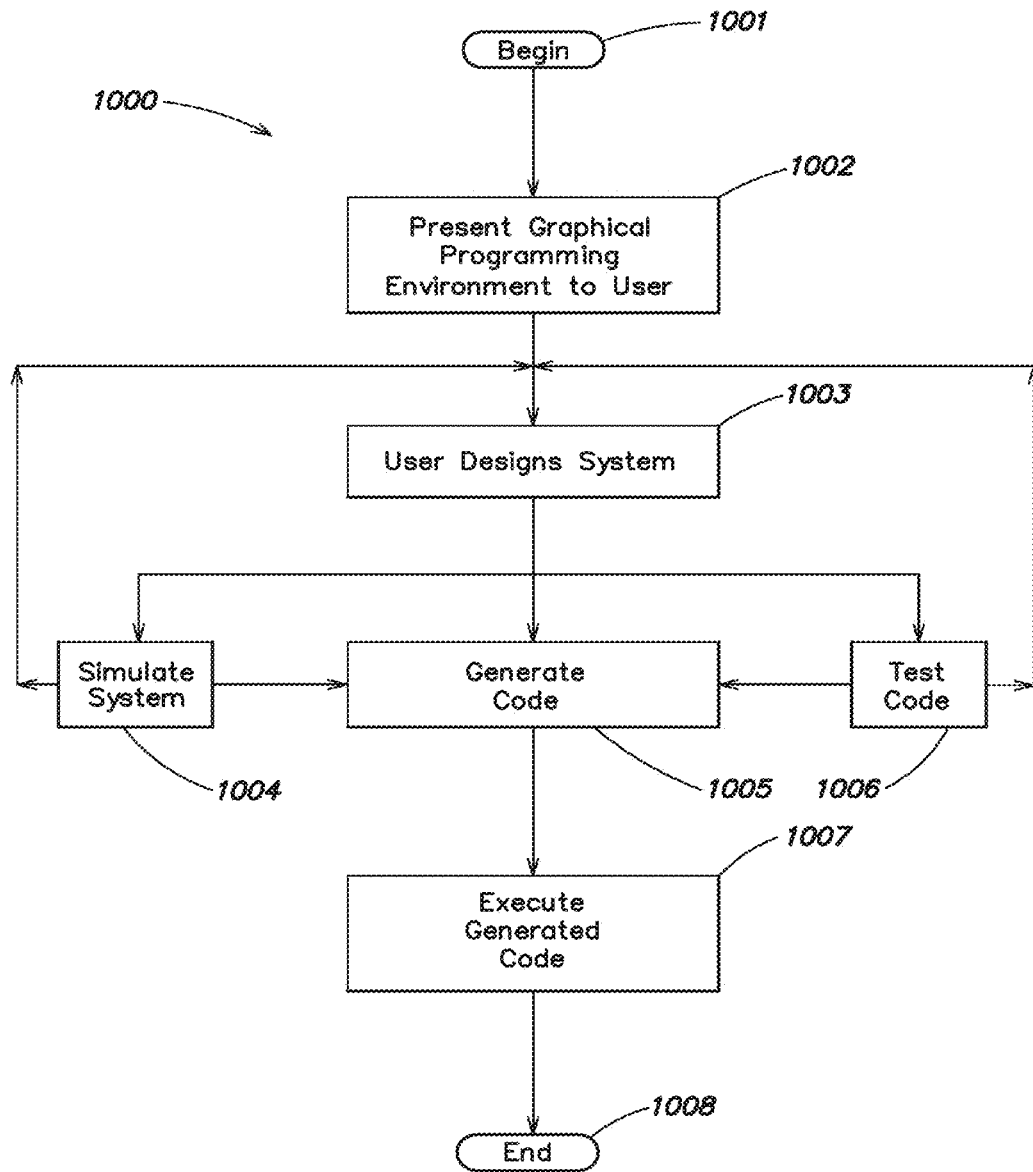 1001
Begin
1000
1002
Present Graphical
Programming
Environment to User
1003
User Designs System
Simulate
System
Generate
Code
Test
Code
1004
1005
1006
1007
Execute
Generated
Code
1008
End